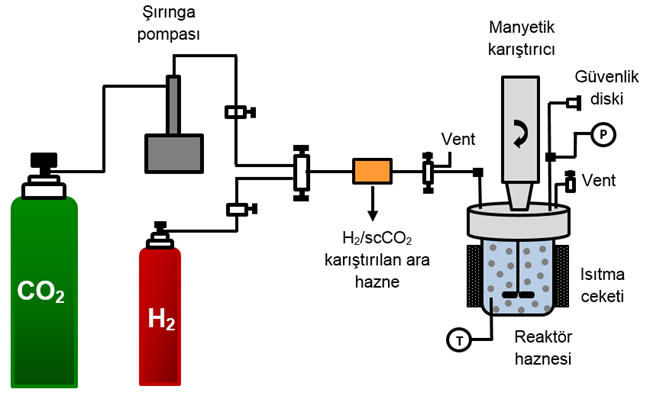 Şırınga
pompası
Manyetik
karıştırıcı
Güvenlik
diski
P
Vent
Vent
H₂/scCO₂
karıştırılan ara
hazne
CO₂
H₂
Isıtma
ceketi
T
Reaktör
haznesi